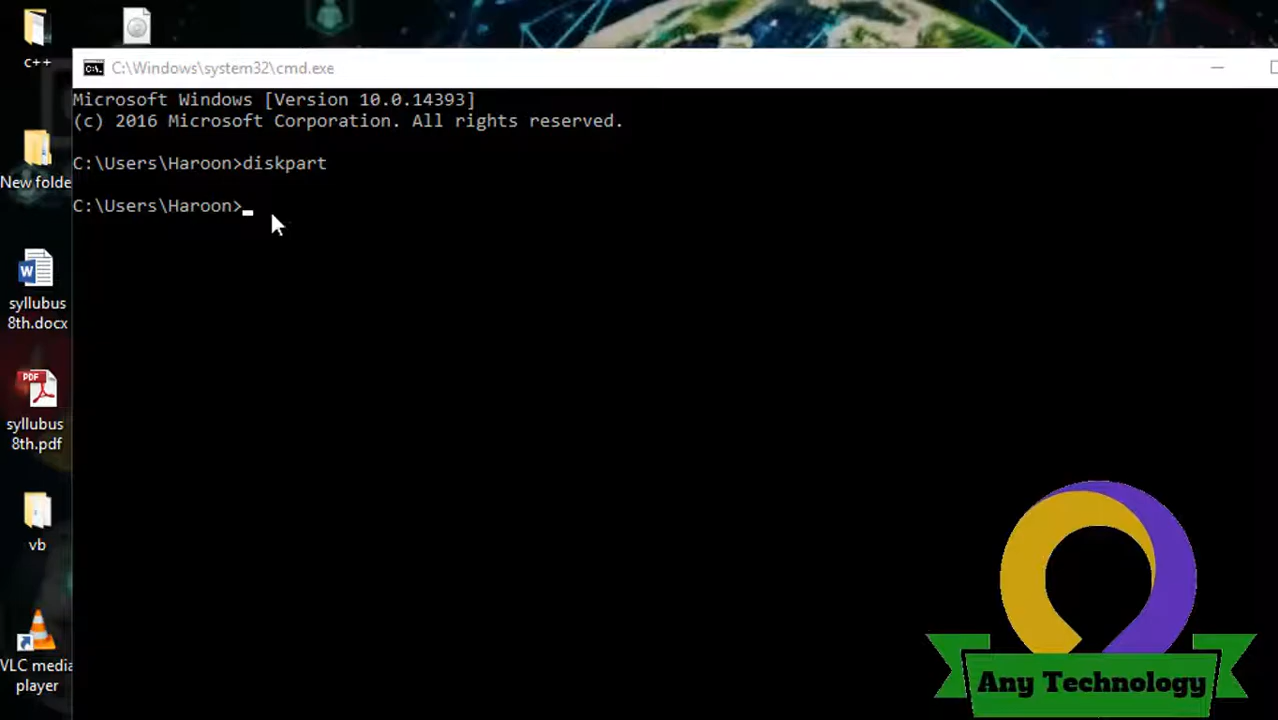 c++
C:\Windows\system32\cmd.exe
Microsoft Windows [Version 10.0.14393]
(c) 2016 Microsoft Corporation. All rights reserved.
C:\Users\Haroon>diskpart
C:\Users\Haroon>
New folde
W
syllubus
8th.docx
PDF
syllubus
8th.pdf
vb
VLC media
player
Any Technology